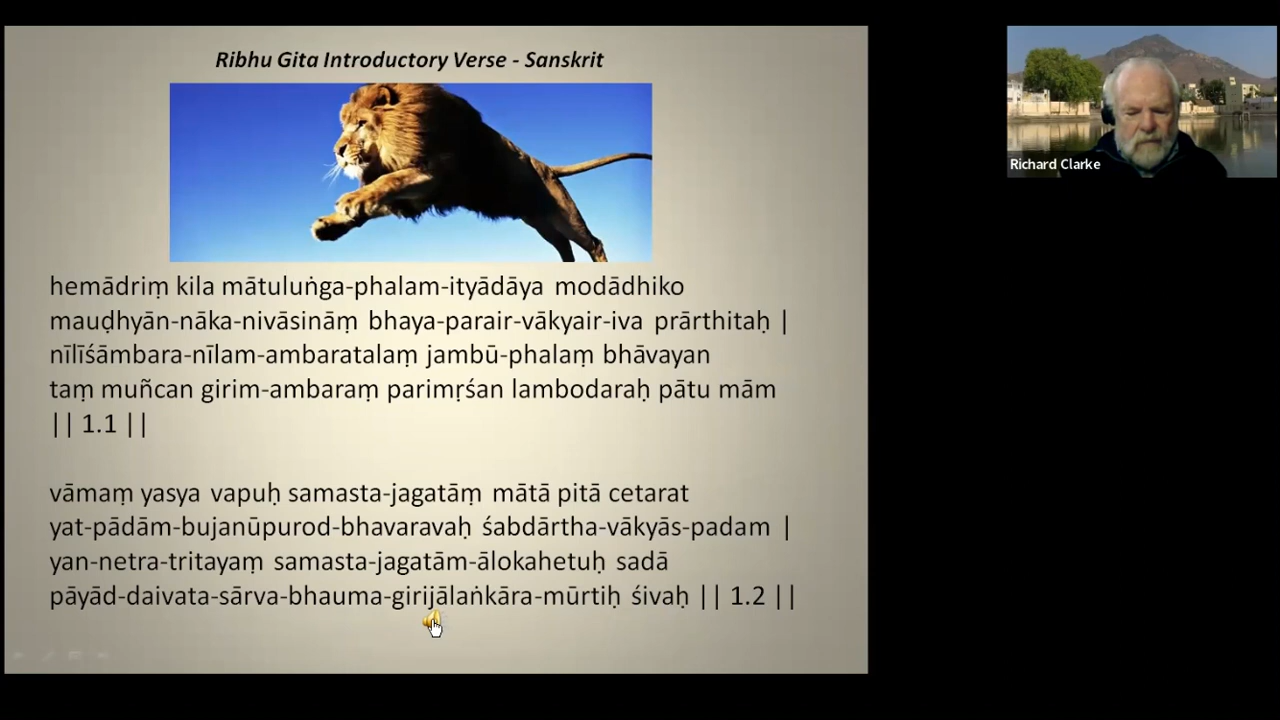 Ribhu Gita Introductory Verse - Sanskrit
hemādriṃ kila mātuluṅga-phalam-ityādāya modādhiko
mauḍhyān-nāka-nivāsināṃ bhaya-parair-vākyair-iva prārthitaḥ |
nīlīśāmbara-nīlam-ambaratalaṃ jambū-phalaṃ bhāvayan
taṃ muñcan girim-ambaraṃ parimṛśan lambodaraḥ pātu mām
|| 1.1 ||
vāmaṃ yasya vapuḥ samasta-jagatāṃ mātā pitā cetarat
yat-pādām-bujanūpurod-bhavaravaḥ śabdārtha-vākyās-padam |
yan-netra-tritayaṃ samasta-jagatām-ālokahetuḥ sadā
pāyād-daivata-sārva-bhauma-girijālaṅkāra-mūrtiḥ śivaḥ || 1.2 ||
Richard Clarke